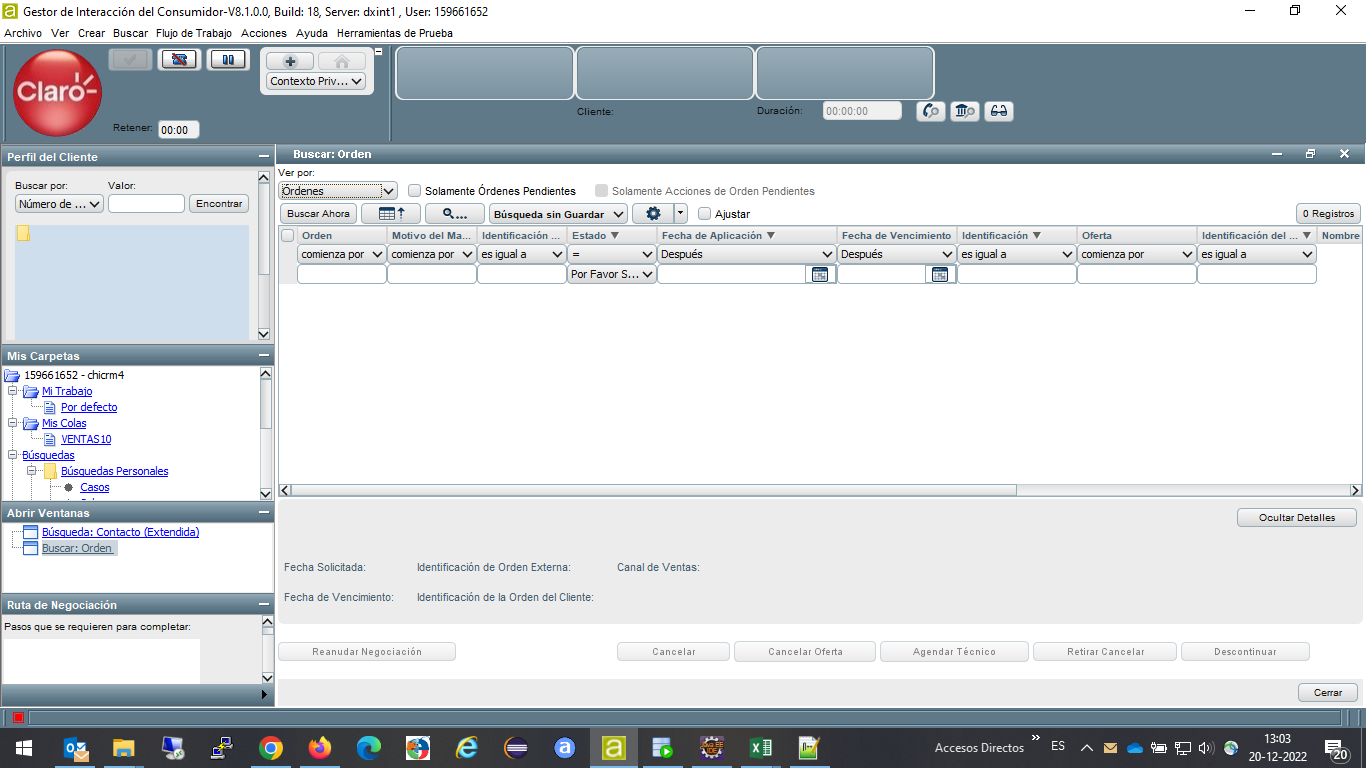 Gestor de Interacción del Consumidor-V8.1.0.0, Build: 18, Server: dxint1 , User: 159661652
Archivo Ver Crear Buscar Flujo de Trabajo Acciones Ayuda Herramientas de Prueba
Claro
Contexto Priv...
Retener: 00:00
Cliente:
Duración: 00:00:00
Perfil del Cliente
Buscar por: Valor:
Número de ... Encontrar
Mis Carpetas
159661652 - chicrm4
Mi Trabajo
Por defecto
Mis Colas
VENTAS10
Búsquedas
Búsquedas Personales
Casos
Abrir Ventanas
Búsqueda: Contacto (Extendida)
Buscar: Orden
Ruta de Negociación
Pasos que se requieren para completar:
Buscar: Orden
Ver por:
Órdenes Solamente Órdenes Pendientes Solamente Acciones de Orden Pendientes
Buscar Ahora ... Búsqueda sin Guardar Ajustar 0 Registros
Orden Motivo del Ma... Identificación ... Estado Fecha de Aplicación Fecha de Vencimiento Identificación Oferta Identificación del ... Nombre
comienza por comienza por es igual a = Después Después es igual a comienza por es igual a
Por Favor S...
Ocultar Detalles
Fecha Solicitada: Identificación de Orden Externa: Canal de Ventas:
Fecha de Vencimiento: Identificación de la Orden del Cliente:
Reanudar Negociación Cancelar Cancelar Oferta Agendar Técnico Retirar Cancelar Descontinuar
Cerrar
Accesos Directos » ES 13:03
20-12-2022 20